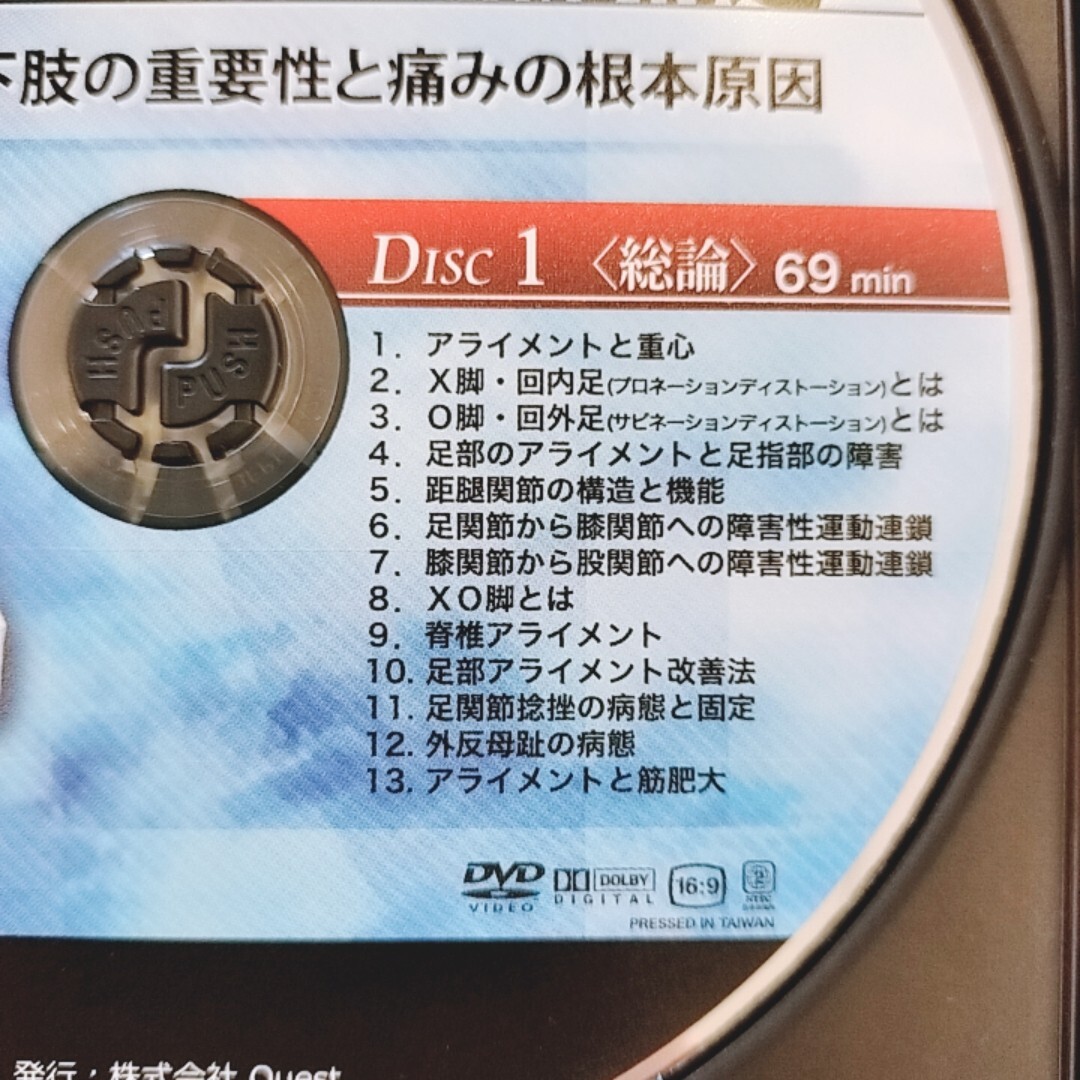 下肢の重要性と痛みの根本原因
DISC 1 〈総論〉 69 min
PUSH
PUSH
1. アライメントと重心
2. X脚・回内足(プロネーションディストーション)とは
3. O脚・回外足(サピネーションディストーション)とは
4. 足部のアライメントと足指部の障害
5. 距腿関節の構造と機能
6. 足関節から膝関節への障害性運動連鎖
7. 膝関節から股関節への障害性運動連鎖
8. XO脚とは
9. 脊椎アライメント
10. 足部アライメント改善法
11. 足関節捻挫の病態と固定
12. 外反母趾の病態
13. アライメントと筋肥大
DVD VIDEO
DOLBY DIGITAL
16:9
2 NTSC
PRESSED IN TAIWAN
発行：株式会社 Quest